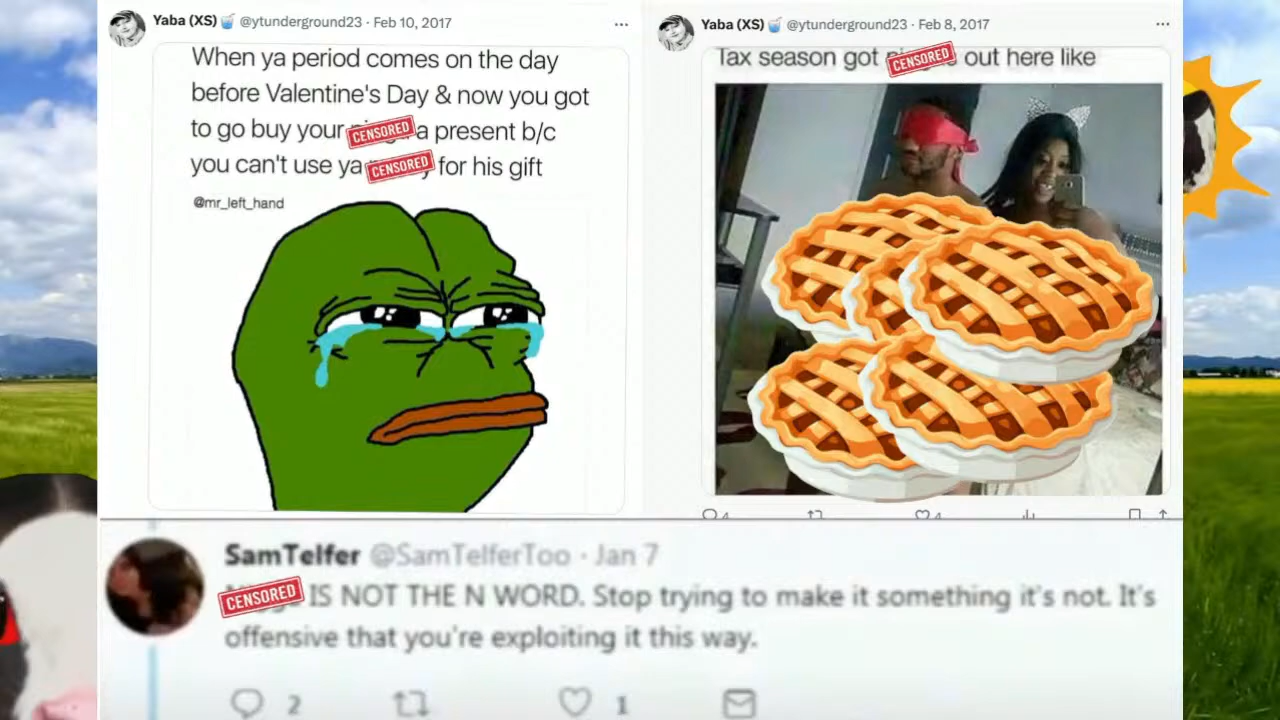 Yaba (XS) @ytunderground23 · Feb 10, 2017
When ya period comes on the day
before Valentine's Day & now you got
to go buy your CENSORED a present b/c
you can't use ya CENSORED for his gift
@mr_left_hand
Yaba (XS) @ytunderground23 · Feb 8, 2017
Tax season got CENSORED out here like
SamTelfer @SamTelferToo · Jan 7
CENSORED IS NOT THE N WORD. Stop trying to make it something it's not. It's
offensive that you're exploiting it this way.
2
1